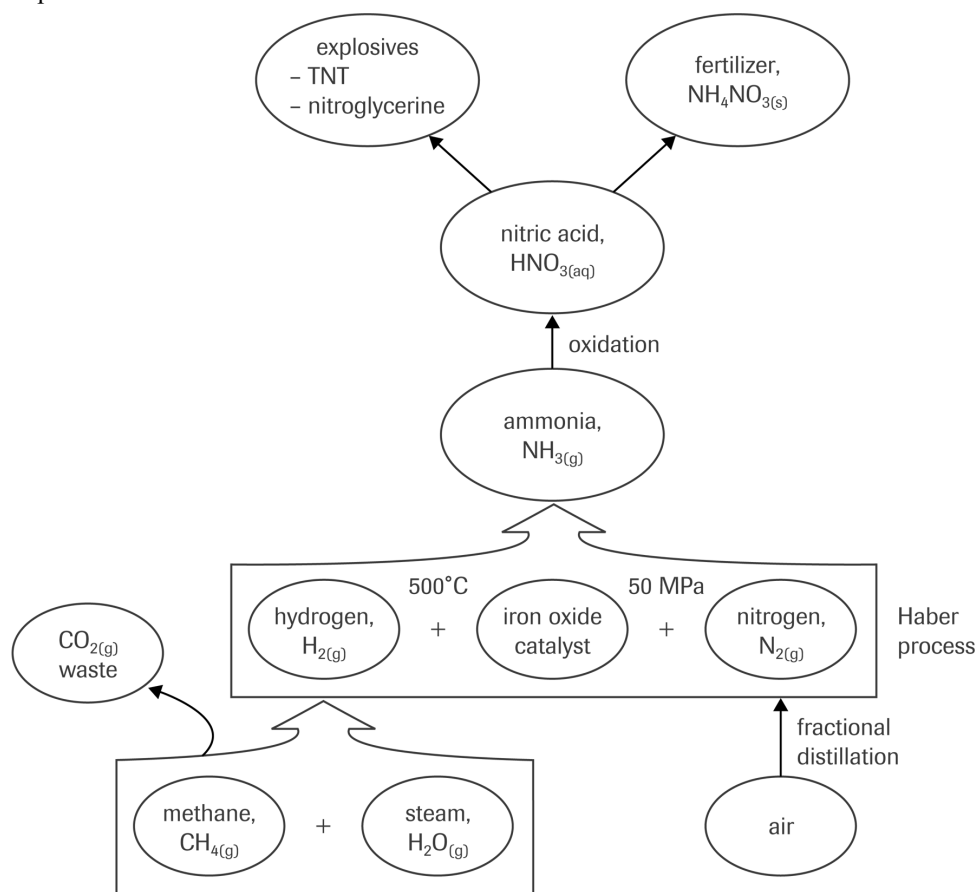 explosives
– TNT
– nitroglycerine
fertilizer,
NH₄NO₃₍ₛ₎
nitric acid,
HNO₃(aq)
oxidation
ammonia,
NH₃(g)
500°C
50 MPa
hydrogen,
H₂(g)
+
iron oxide
catalyst
+
nitrogen,
N₂(g)
Haber
process
CO₂(g)
waste
fractional
distillation
methane,
CH₄(g)
+
steam,
H₂O(g)
air